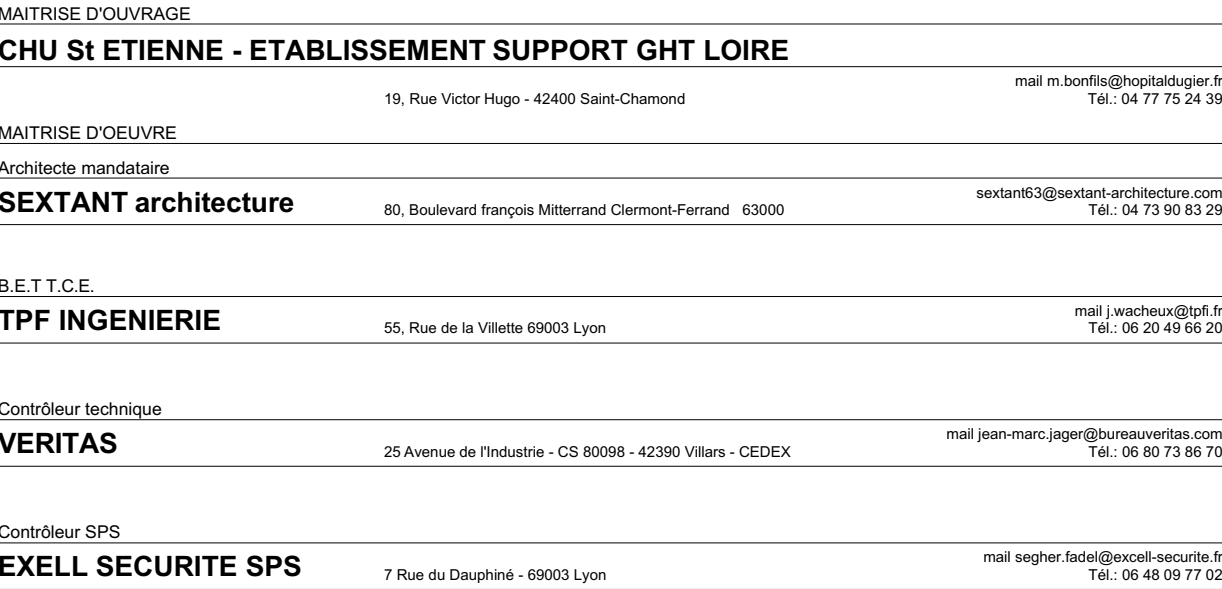 MAITRISE D'OUVRAGE
CHU St ETIENNE - ETABLISSEMENT SUPPORT GHT LOIRE
mail m.bonfils@hopitaldugier.fr
19, Rue Victor Hugo - 42400 Saint-Chamond Tél.: 04 77 75 24 39
MAITRISE D'OEUVRE
Architecte mandataire
sextant63@sextant-architecture.com
SEXTANT architecture 80, Boulevard françois Mitterrand Clermont-Ferrand 63000 Tél.: 04 73 90 83 29
B.E.T T.C.E.
mail j.wacheux@tpfi.fr
TPF INGENIERIE 55, Rue de la Villette 69003 Lyon Tél.: 06 20 49 66 20
Contrôleur technique
mail jean-marc.jager@bureauveritas.com
VERITAS 25 Avenue de l'Industrie - CS 80098 - 42390 Villars - CEDEX Tél.: 06 80 73 86 70
Contrôleur SPS
mail segher.fadel@excell-securite.fr
EXELL SECURITE SPS 7 Rue du Dauphiné - 69003 Lyon Tél.: 06 48 09 77 02